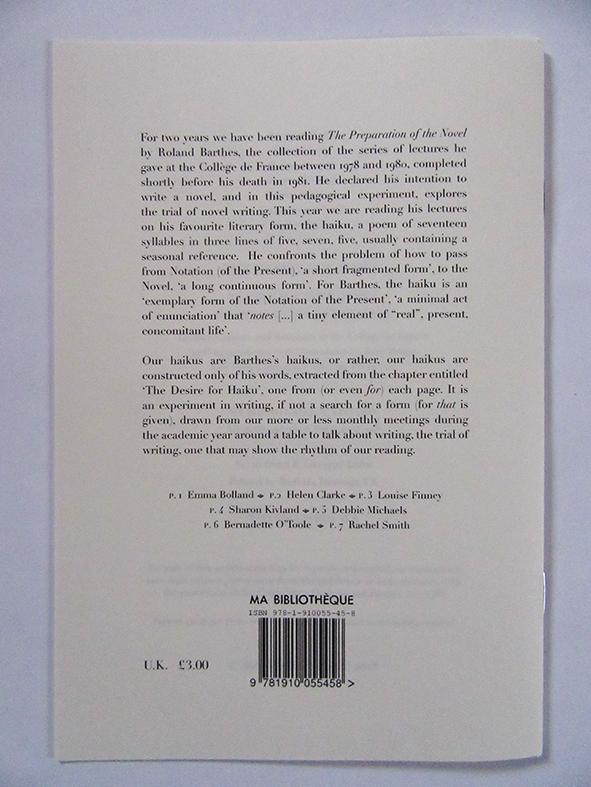 For two years we have been reading The Preparation of the Novel
by Roland Barthes, the collection of the series of lectures he
gave at the Collège de France between 1978 and 1980, completed
shortly before his death in 1981. He declared his intention to
write a novel, and in this pedagogical experiment, explores
the trial of novel writing. This year we are reading his lectures
on his favourite literary form, the haiku, a poem of seventeen
syllables in three lines of five, seven, five, usually containing a
seasonal reference. He confronts the problem of how to pass
from Notation (of the Present), ‘a short fragmented form’, to the
Novel, ‘a long continuous form’. For Barthes, the haiku is an
‘exemplary form of the Notation of the Present’, ‘a minimal act
of enunciation’ that ‘notes [...] a tiny element of “real”, present,
concomitant life’.
Our haikus are Barthes’s haikus, or rather, our haikus are
constructed only of his words, extracted from the chapter entitled
‘The Desire for Haiku’, one from (or even for) each page. It is
an experiment in writing, if not a search for a form (for that is
given), drawn from our more or less monthly meetings during
the academic year around a table to talk about writing, the trial of
writing, one that may show the rhythm of our reading.
P. 1 Emma Bolland P. 2 Helen Clarke P. 3 Louise Finney
P. 4 Sharon Kivland P. 5 Debbie Michaels
P. 6 Bernadette O’Toole P. 7 Rachel Smith
MA BIBLIOTHÈQUE
ISBN 978-1-910055-45-8
U.K. £3.00
9 781910 055458 >